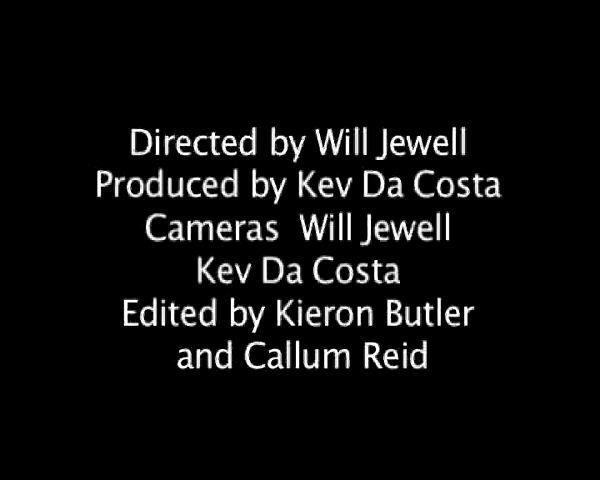 Directed by Will Jewell
Produced by Kev Da Costa
Cameras  Will Jewell
Kev Da Costa
Edited by Kieron Butler
and Callum Reid